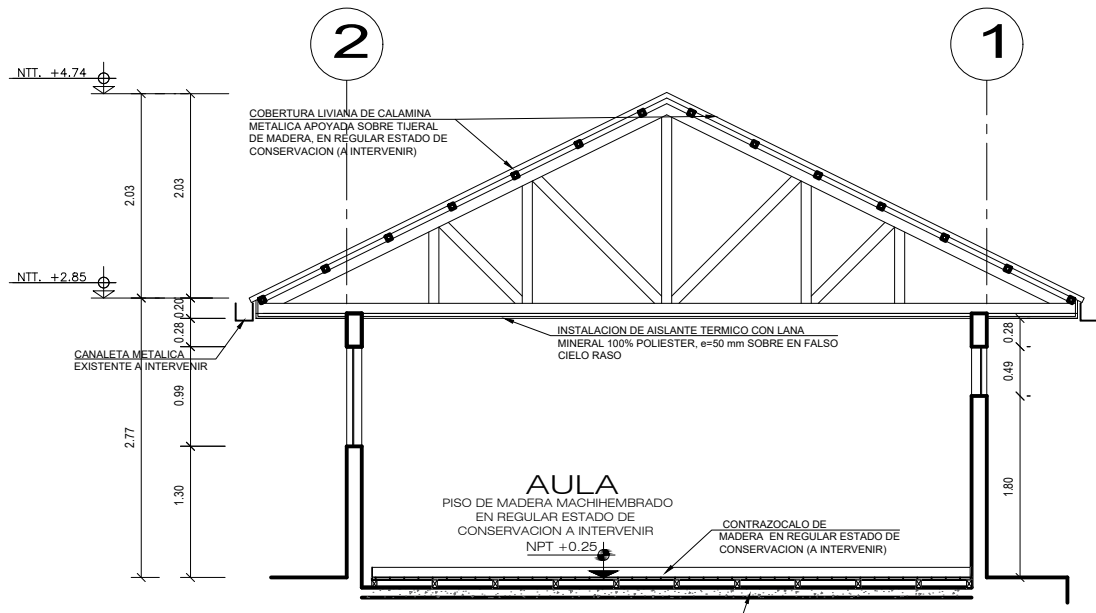 2
1
NTT. +4.74
COBERTURA LIVIANA DE CALAMINA
METALICA APOYADA SOBRE TIJERAL
DE MADERA, EN REGULAR ESTADO DE
CONSERVACION (A INTERVENIR)
2.03
2.03
NTT. +2.85
0.20
0.28
0.99
1.30
2.77
CANALETA METALICA
EXISTENTE A INTERVENIR
INSTALACION DE AISLANTE TERMICO CON LANA
MINERAL 100% POLIESTER, e=50 mm SOBRE EN FALSO
CIELO RASO
0.28
0.49
1.80
AULA
PISO DE MADERA MACHIHEMBRADO
EN REGULAR ESTADO DE
CONSERVACION A INTERVENIR
NPT +0.25
CONTRAZOCALO DE
MADERA EN REGULAR ESTADO DE
CONSERVACION (A INTERVENIR)